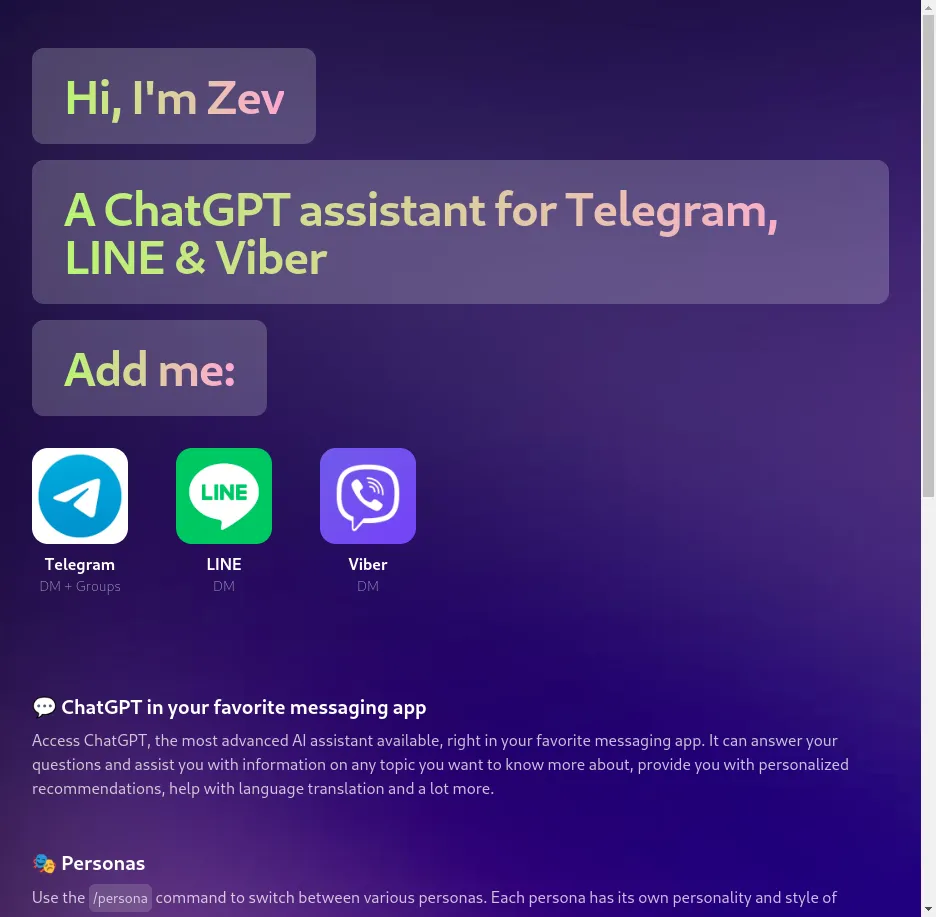 Hi, I'm Zev
A ChatGPT assistant for Telegram,
LINE & Viber
Add me:
LINE
Telegram
LINE
Viber
DM + Groups
DM
DM
💬 ChatGPT in your favorite messaging app
Access ChatGPT, the most advanced AI assistant available, right in your favorite messaging app. It can answer your
questions and assist you with information on any topic you want to know more about, provide you with personalized
recommendations, help with language translation and a lot more.
🎭 Personas
Use the /persona command to switch between various personas. Each persona has its own personality and style of